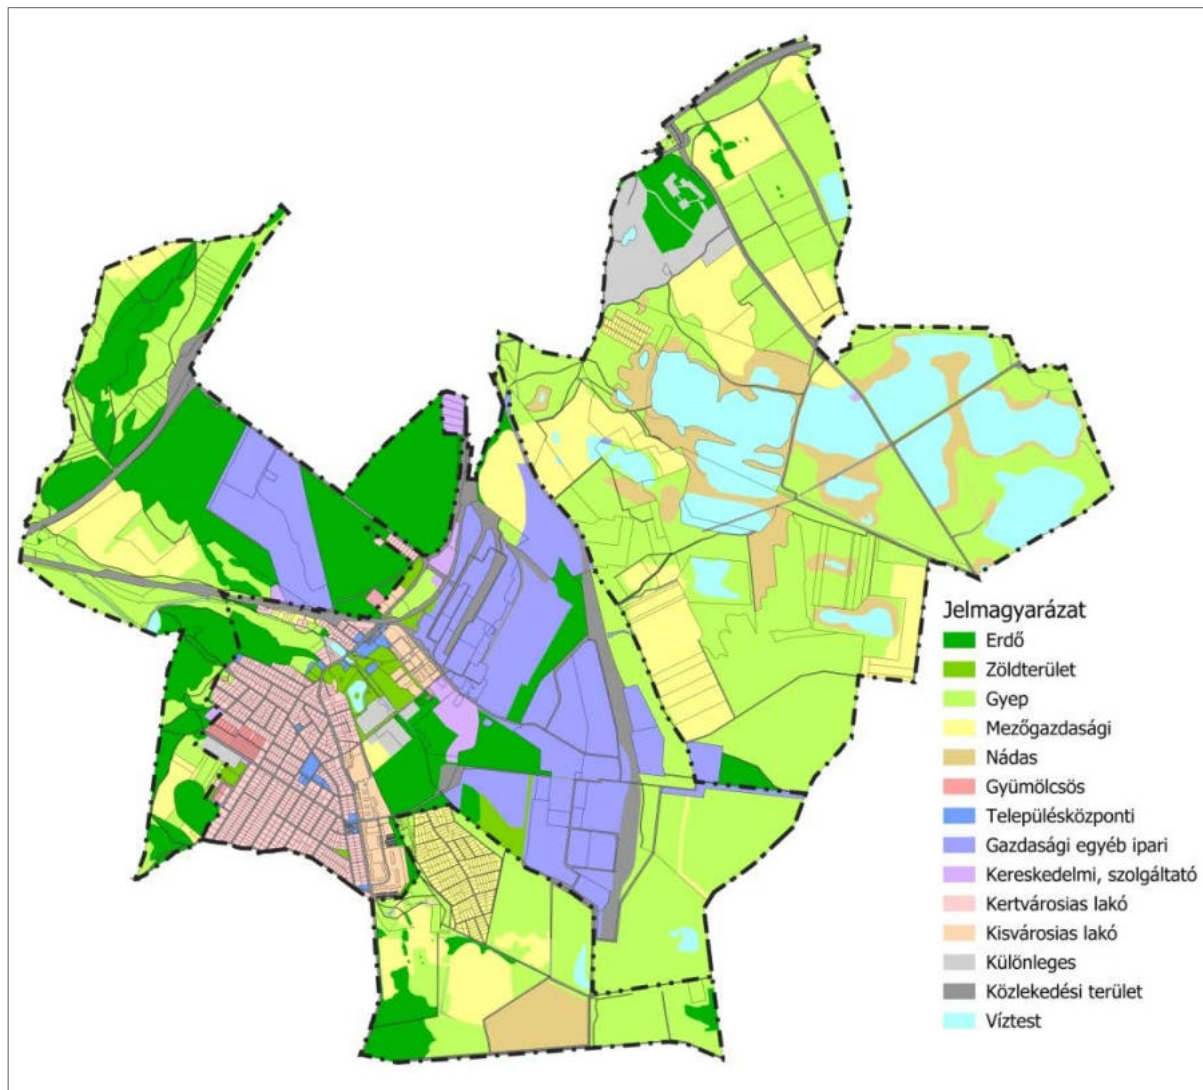 Jelmagyarázat
Erdő
Zöldterület
Gyep
Mezőgazdasági
Nádas
Gyümölcsös
Településközponti
Gazdasági egyéb ipari
Kereskedelmi, szolgáltató
Kertvárosias lakó
Kisvárosias lakó
Különleges
Közlekedési terület
Víztest